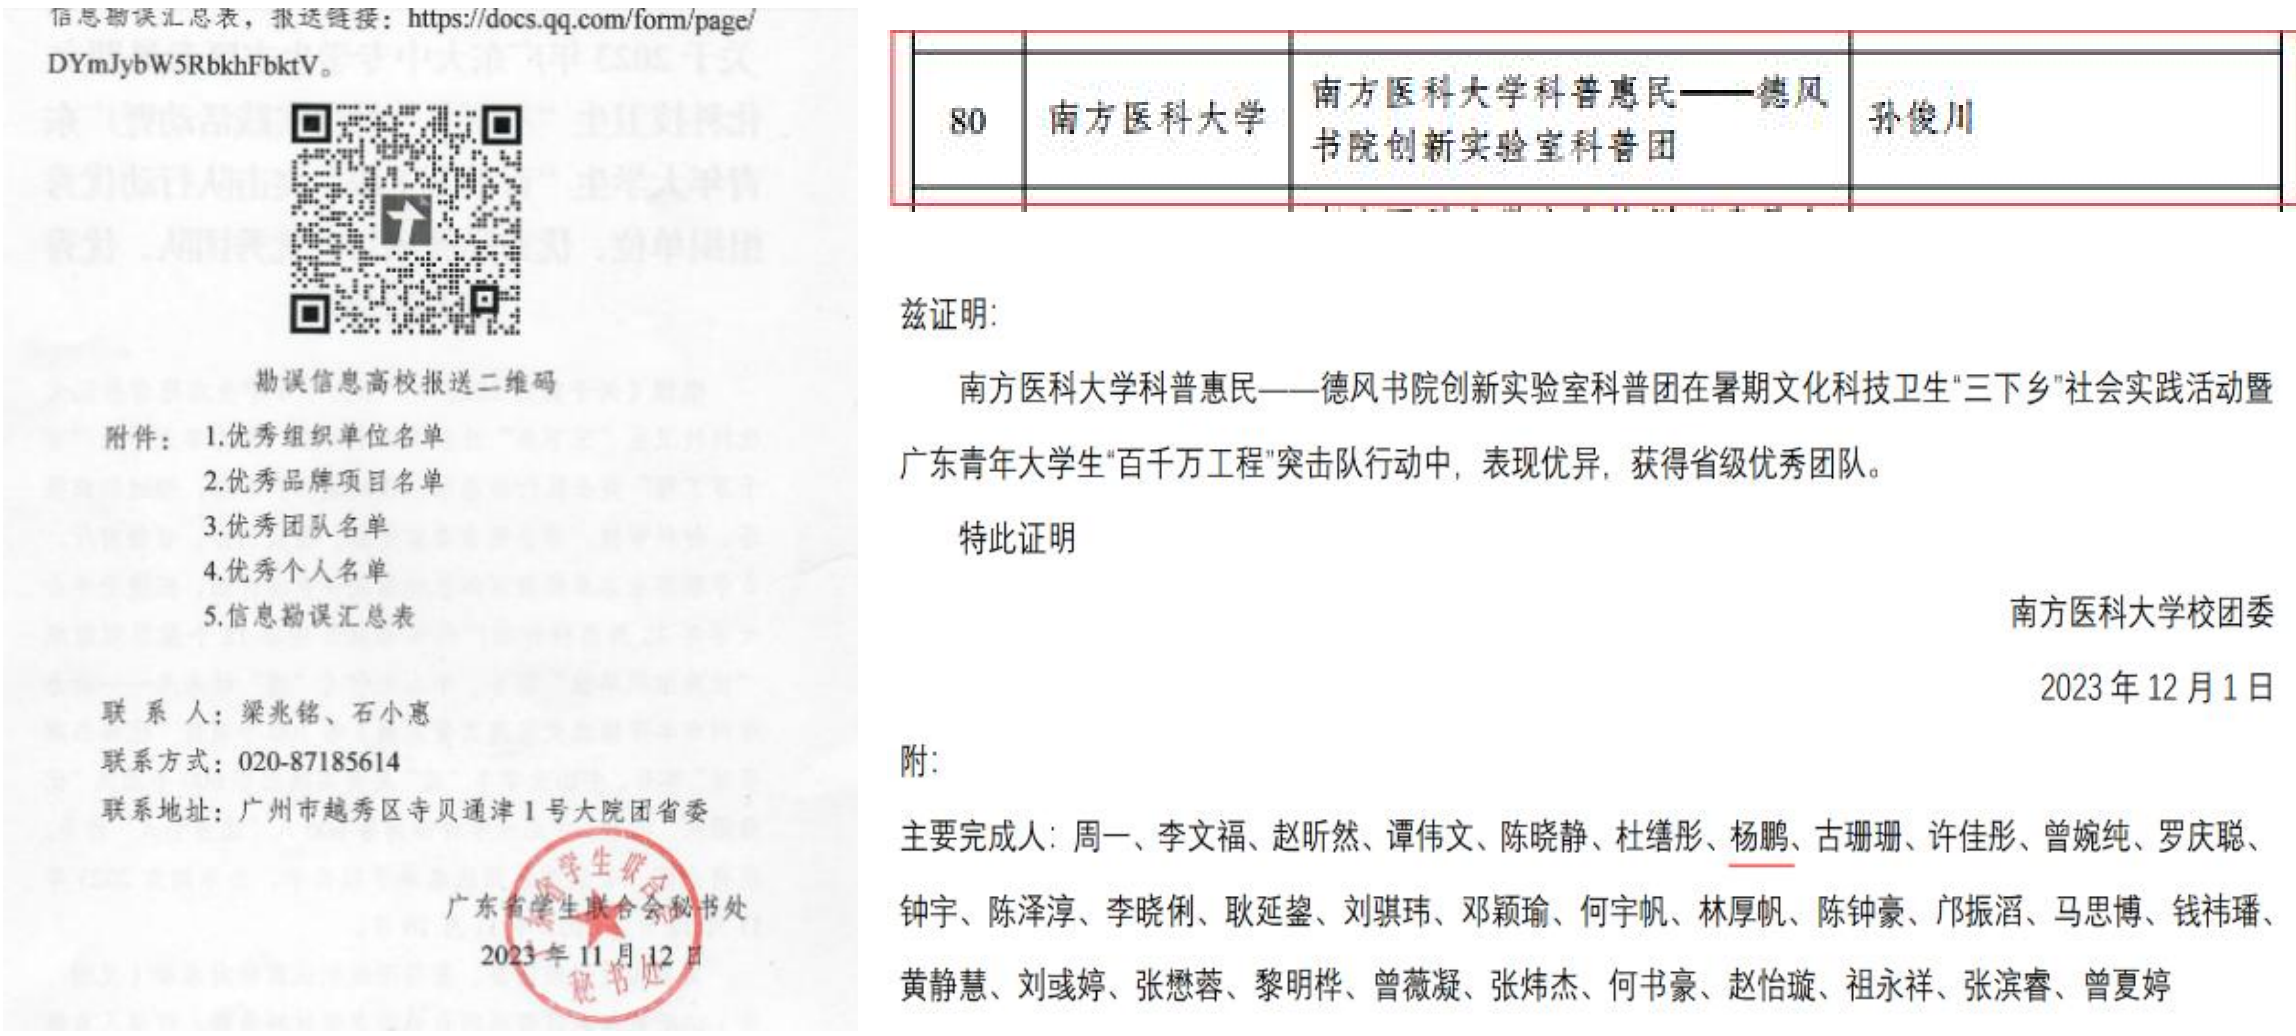 信息勘误汇总表，报送链接：https://docs.qq.com/form/page/
DYmJybW5RbkhFbktV。
勘误信息高校报送二维码
附件：1.优秀组织单位名单
2.优秀品牌项目名单
3.优秀团队名单
4.优秀个人名单
5.信息勘误汇总表
联 系 人：梁兆铭、石小惠
联系方式：020-87185614
联系地址：广州市越秀区寺贝通津 1 号大院团省委
广东省学生联合会秘书处
2023 年 11 月 12 日
秘书处
80
南方医科大学
南方医科大学科普惠民——德风
书院创新实验室科普团
孙俊川
兹证明：
南方医科大学科普惠民——德风书院创新实验室科普团在暑期文化科技卫生“三下乡”社会实践活动暨
广东青年大学生“百千万工程”突击队行动中，表现优异，获得省级优秀团队。
特此证明
南方医科大学校团委
2023 年 12 月 1 日
附：
主要完成人：周一、李文福、赵昕然、谭伟文、陈晓静、杜缮彤、杨鹏、古珊珊、许佳彤、曾婉纯、罗庆聪、
钟宇、陈泽淳、李晓俐、耿延鋆、刘骐玮、邓颖瑜、何宇帆、林厚帆、陈钟豪、邝振滔、马思博、钱祎璠、
黄静慧、刘彧婷、张懋蓉、黎明桦、曾薇凝、张炜杰、何书豪、赵怡璇、祖永祥、张滨睿、曾夏婷